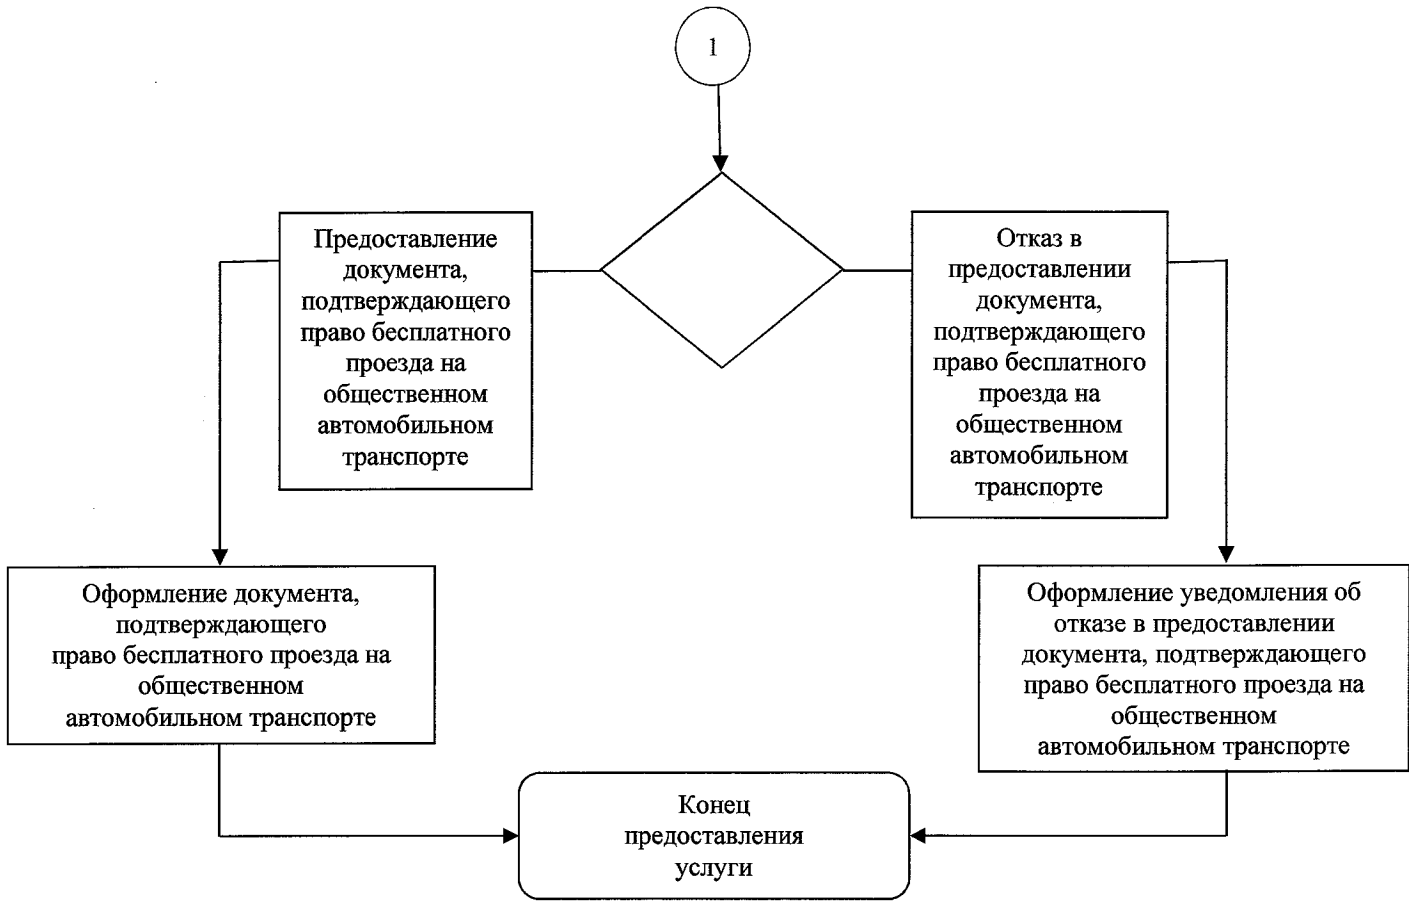 1
Предоставление
документа,
подтверждающего
право бесплатного
проезда на
общественном
автомобильном
транспорте
Отказ в
предоставлении
документа,
подтверждающего
право бесплатного
проезда на
общественном
автомобильном
транспорте
Оформление документа,
подтверждающего
право бесплатного проезда на
общественном
автомобильном транспорте
Оформление уведомления об
отказе в предоставлении
документа, подтверждающего
право бесплатного проезда на
общественном
автомобильном транспорте
Конец
предоставления
услуги